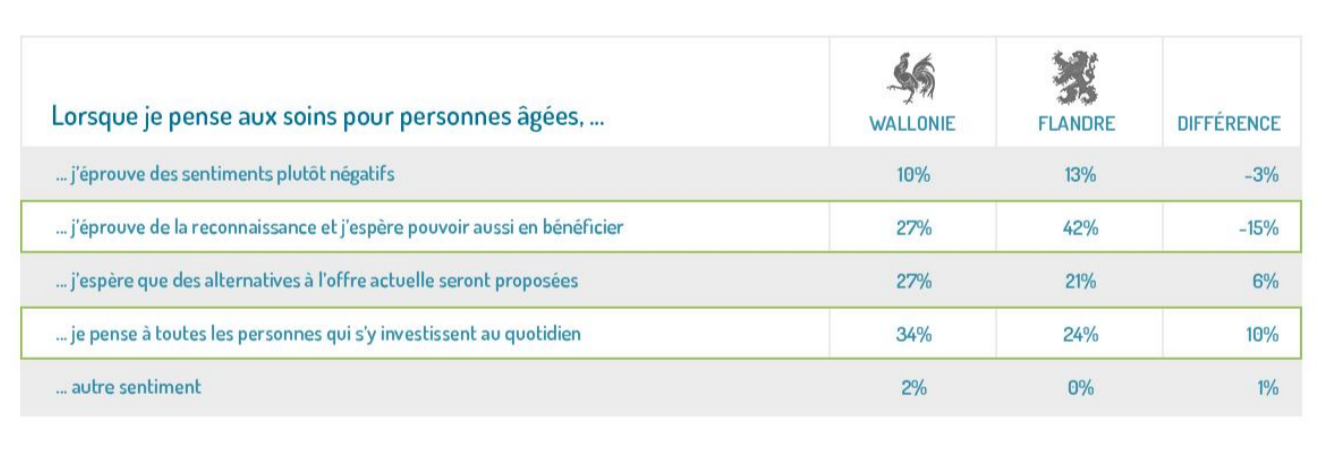 Lorsque je pense aux soins pour personnes âgées, ... WALLONIE FLANDRE DIFFÉRENCE
... j'éprouve des sentiments plutôt négatifs 10% 13% -3%
... j'éprouve de la reconnaissance et j'espère pouvoir aussi en bénéficier 27% 42% -15%
... j'espère que des alternatives à l'offre actuelle seront proposées 27% 21% 6%
... je pense à toutes les personnes qui s'y investissent au quotidien 34% 24% 10%
... autre sentiment 2% 0% 1%